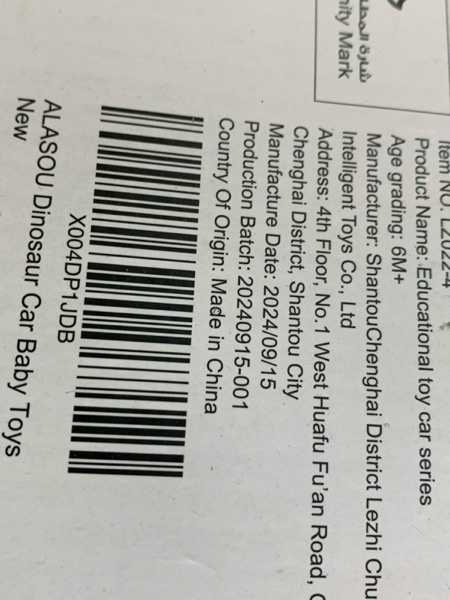 شارة المط
nity Mark
Item NO. L2022-4
Product Name: Educational toy car series
Age grading: 6M+
Manufacturer: ShantouChenghai District Lezhi Chu
Intelligent Toys Co., Ltd
Address: 4th Floor, No.1 West Huafu Fu'an Road,
Chenghai District, Shantou City
Manufacture Date: 2024/09/15
Production Batch: 20240915-001
Country Of Origin: Made in China
X004DP1JDB
ALASOU Dinosaur Car Baby Toys
New